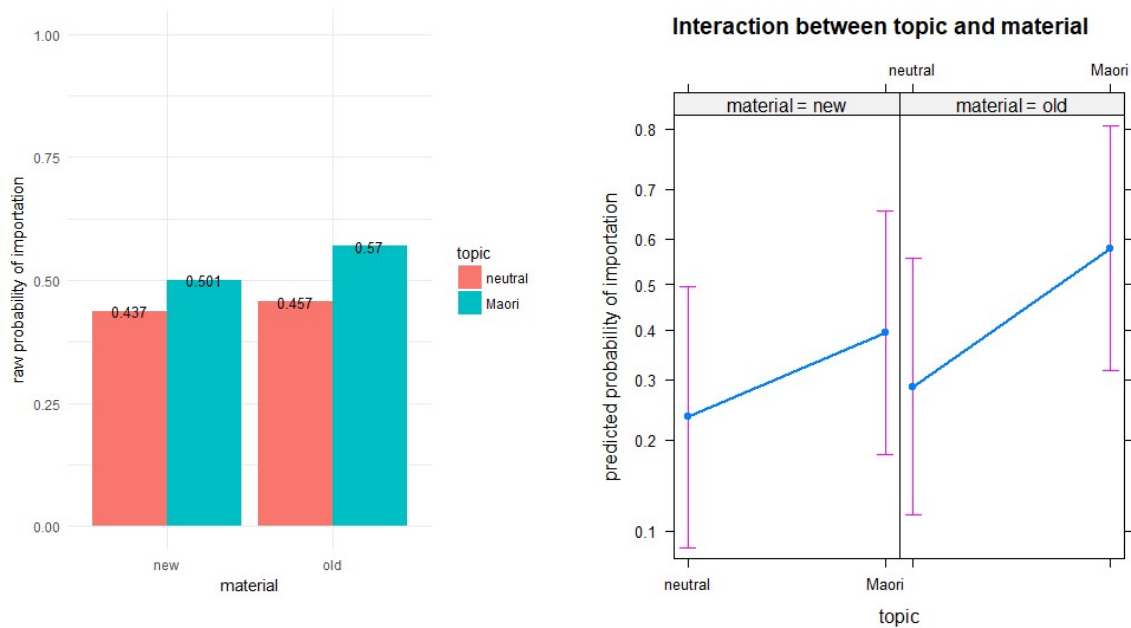 1.00
0.75
0.50
0.25
0.00
raw probability of importation
0.437
0.501
0.457
0.57
new
old
material
topic
neutral
Maori
Interaction between topic and material
neutral
Maori
material = new
material = old
0.8
0.7
0.6
0.5
0.4
0.3
0.2
0.1
predicted probability of importation
neutral
Maori
topic